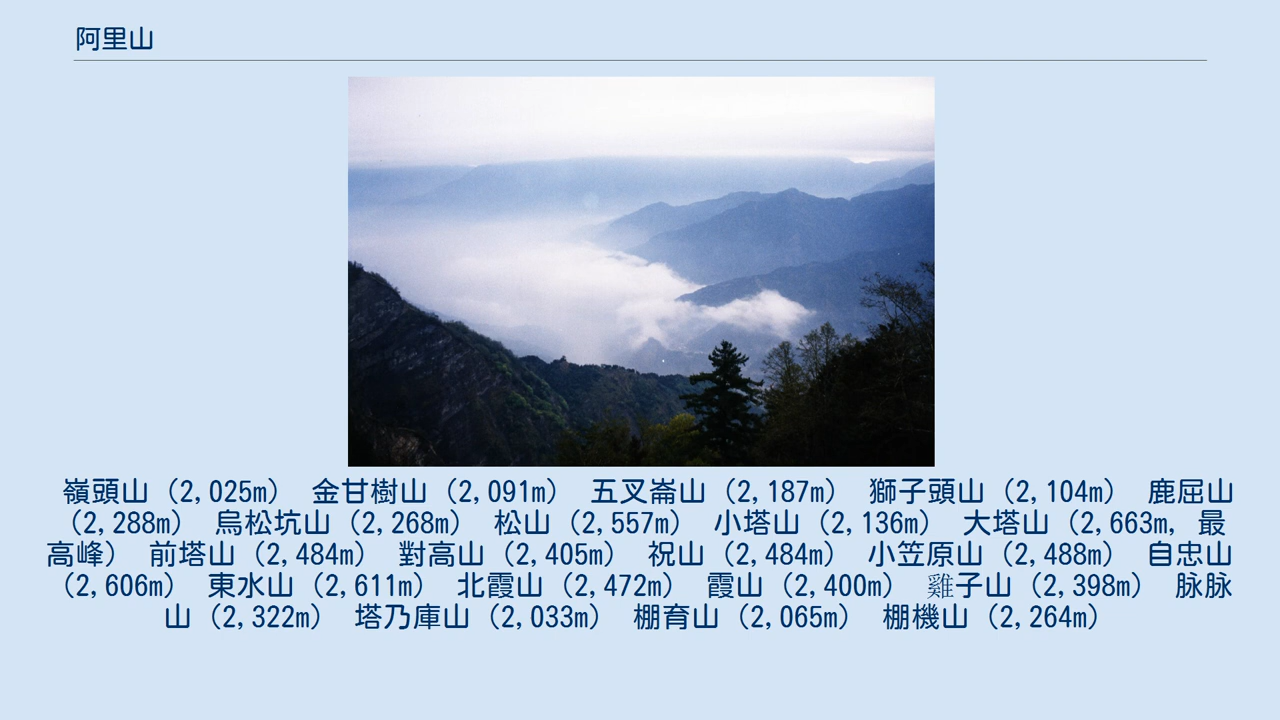 阿里山
嶺頭山（2,025m） 金甘樹山（2,091m） 五叉崙山（2,187m） 獅子頭山（2,104m） 鹿屈山
（2,288m） 烏松坑山（2,268m） 松山（2,557m） 小塔山（2,136m） 大塔山（2,663m, 最
高峰） 前塔山（2,484m） 對高山（2,405m） 祝山（2,484m） 小笠原山（2,488m） 自忠山
（2,606m） 東水山（2,611m） 北霞山（2,472m） 霞山（2,400m） 雞子山（2,398m） 脉脉
山（2,322m） 塔乃庫山（2,033m） 棚育山（2,065m） 棚機山（2,264m）